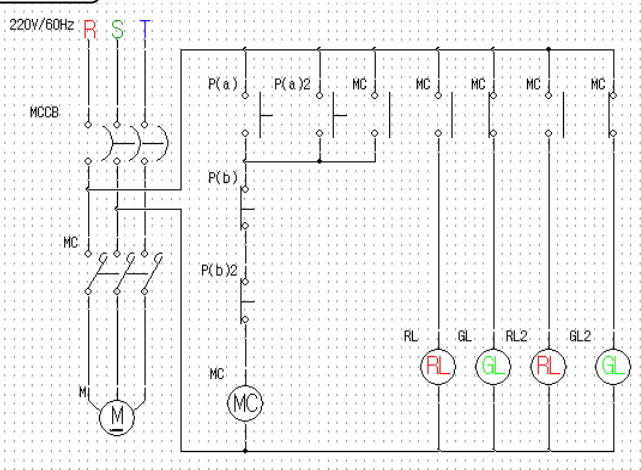 220V/60Hz R S T
P(a) P(a)2 MC MC MC MC MC
MCCB
P(b)
MC
P(b)2
RL GL RL2 GL2
RL GL RL GL
MC
M
MC
M